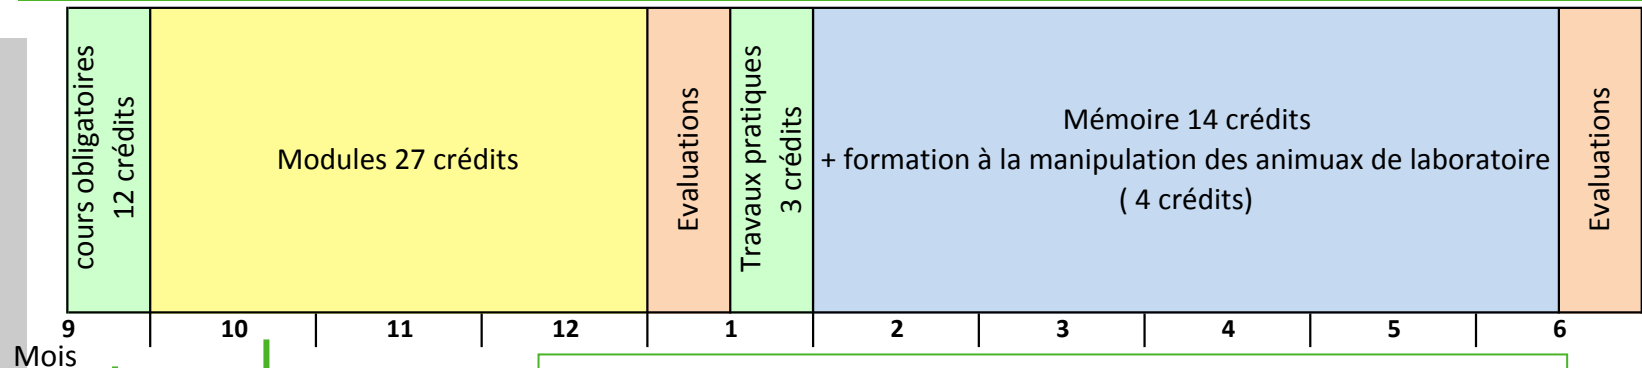 cours obligatoires
12 crédits
Modules 27 crédits
Evaluations
Travaux pratiques
3 crédits
Mémoire 14 crédits
+ formation à la manipulation des animuax de laboratoire
( 4 crédits)
Evaluations
9 10 11 12 1 2 3 4 5 6
Mois